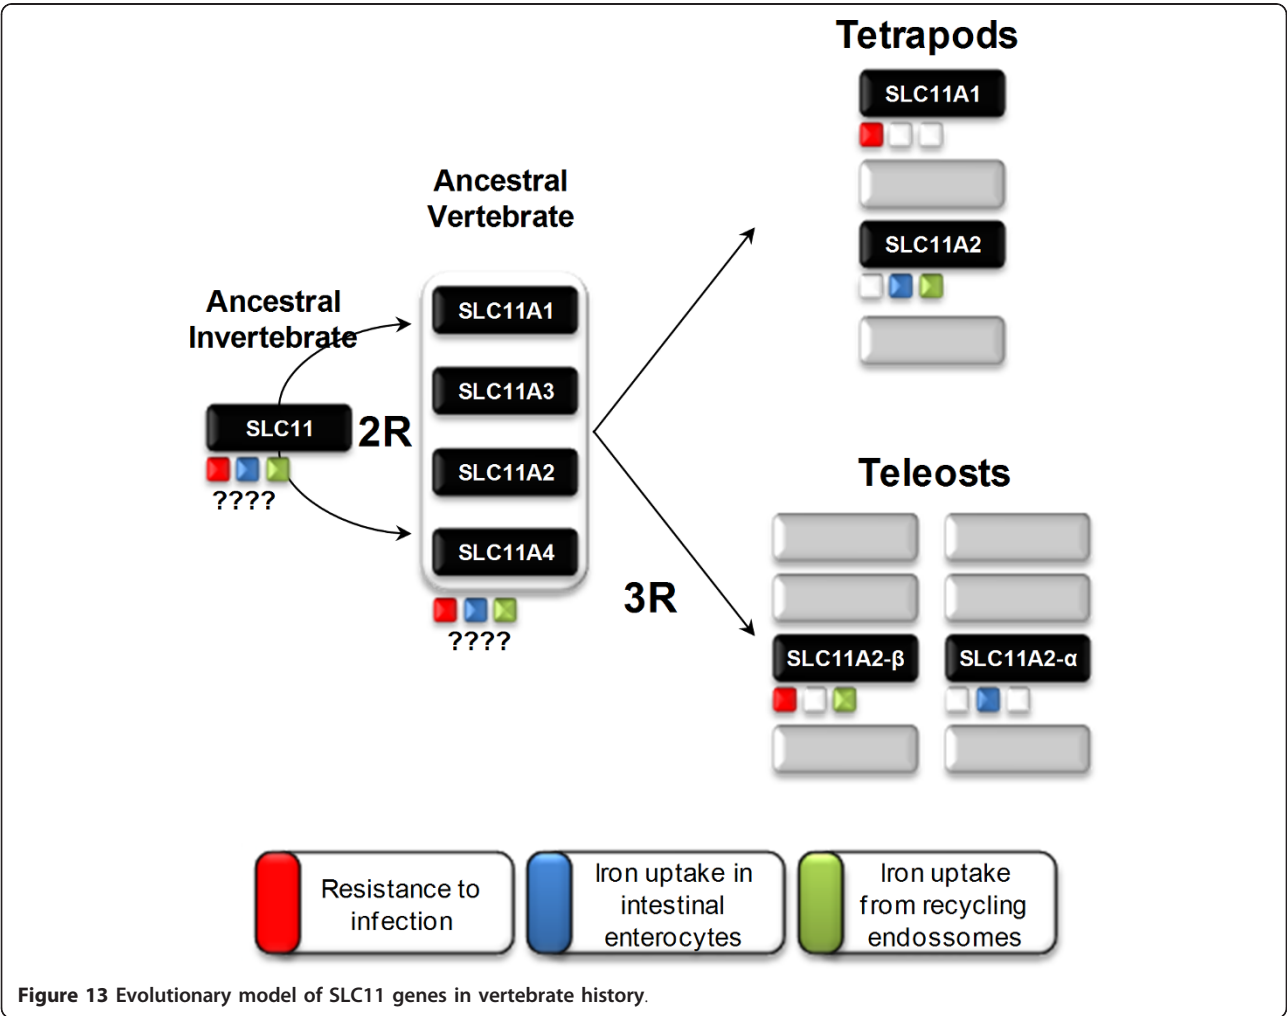 Tetrapods
SLC11A1
SLC11A2
Ancestral
Vertebrate
SLC11A1
SLC11A3
SLC11A2
SLC11A4
????
Ancestral
Invertebrate
SLC11
????
2R
3R
Teleosts
SLC11A2-β
SLC11A2-α
Resistance to
infection
Iron uptake in
intestinal
enterocytes
Iron uptake
from recycling
endossomes
Figure 13 Evolutionary model of SLC11 genes in vertebrate history.